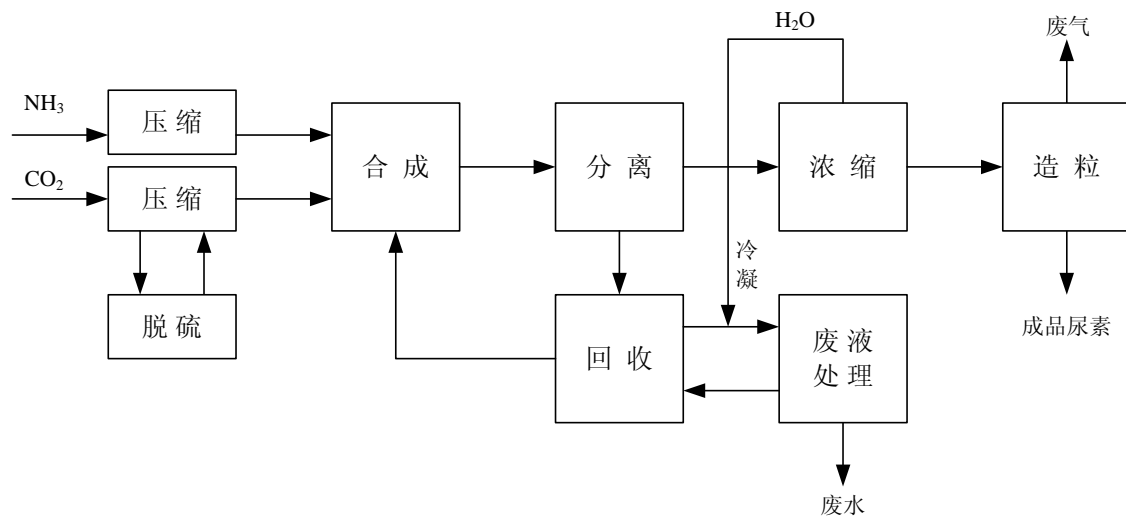 H₂O
废气
NH₃
压缩
合成
分离
浓缩
造粒
CO₂
压缩
冷
凝
脱硫
回收
废液
处理
成品尿素
废水